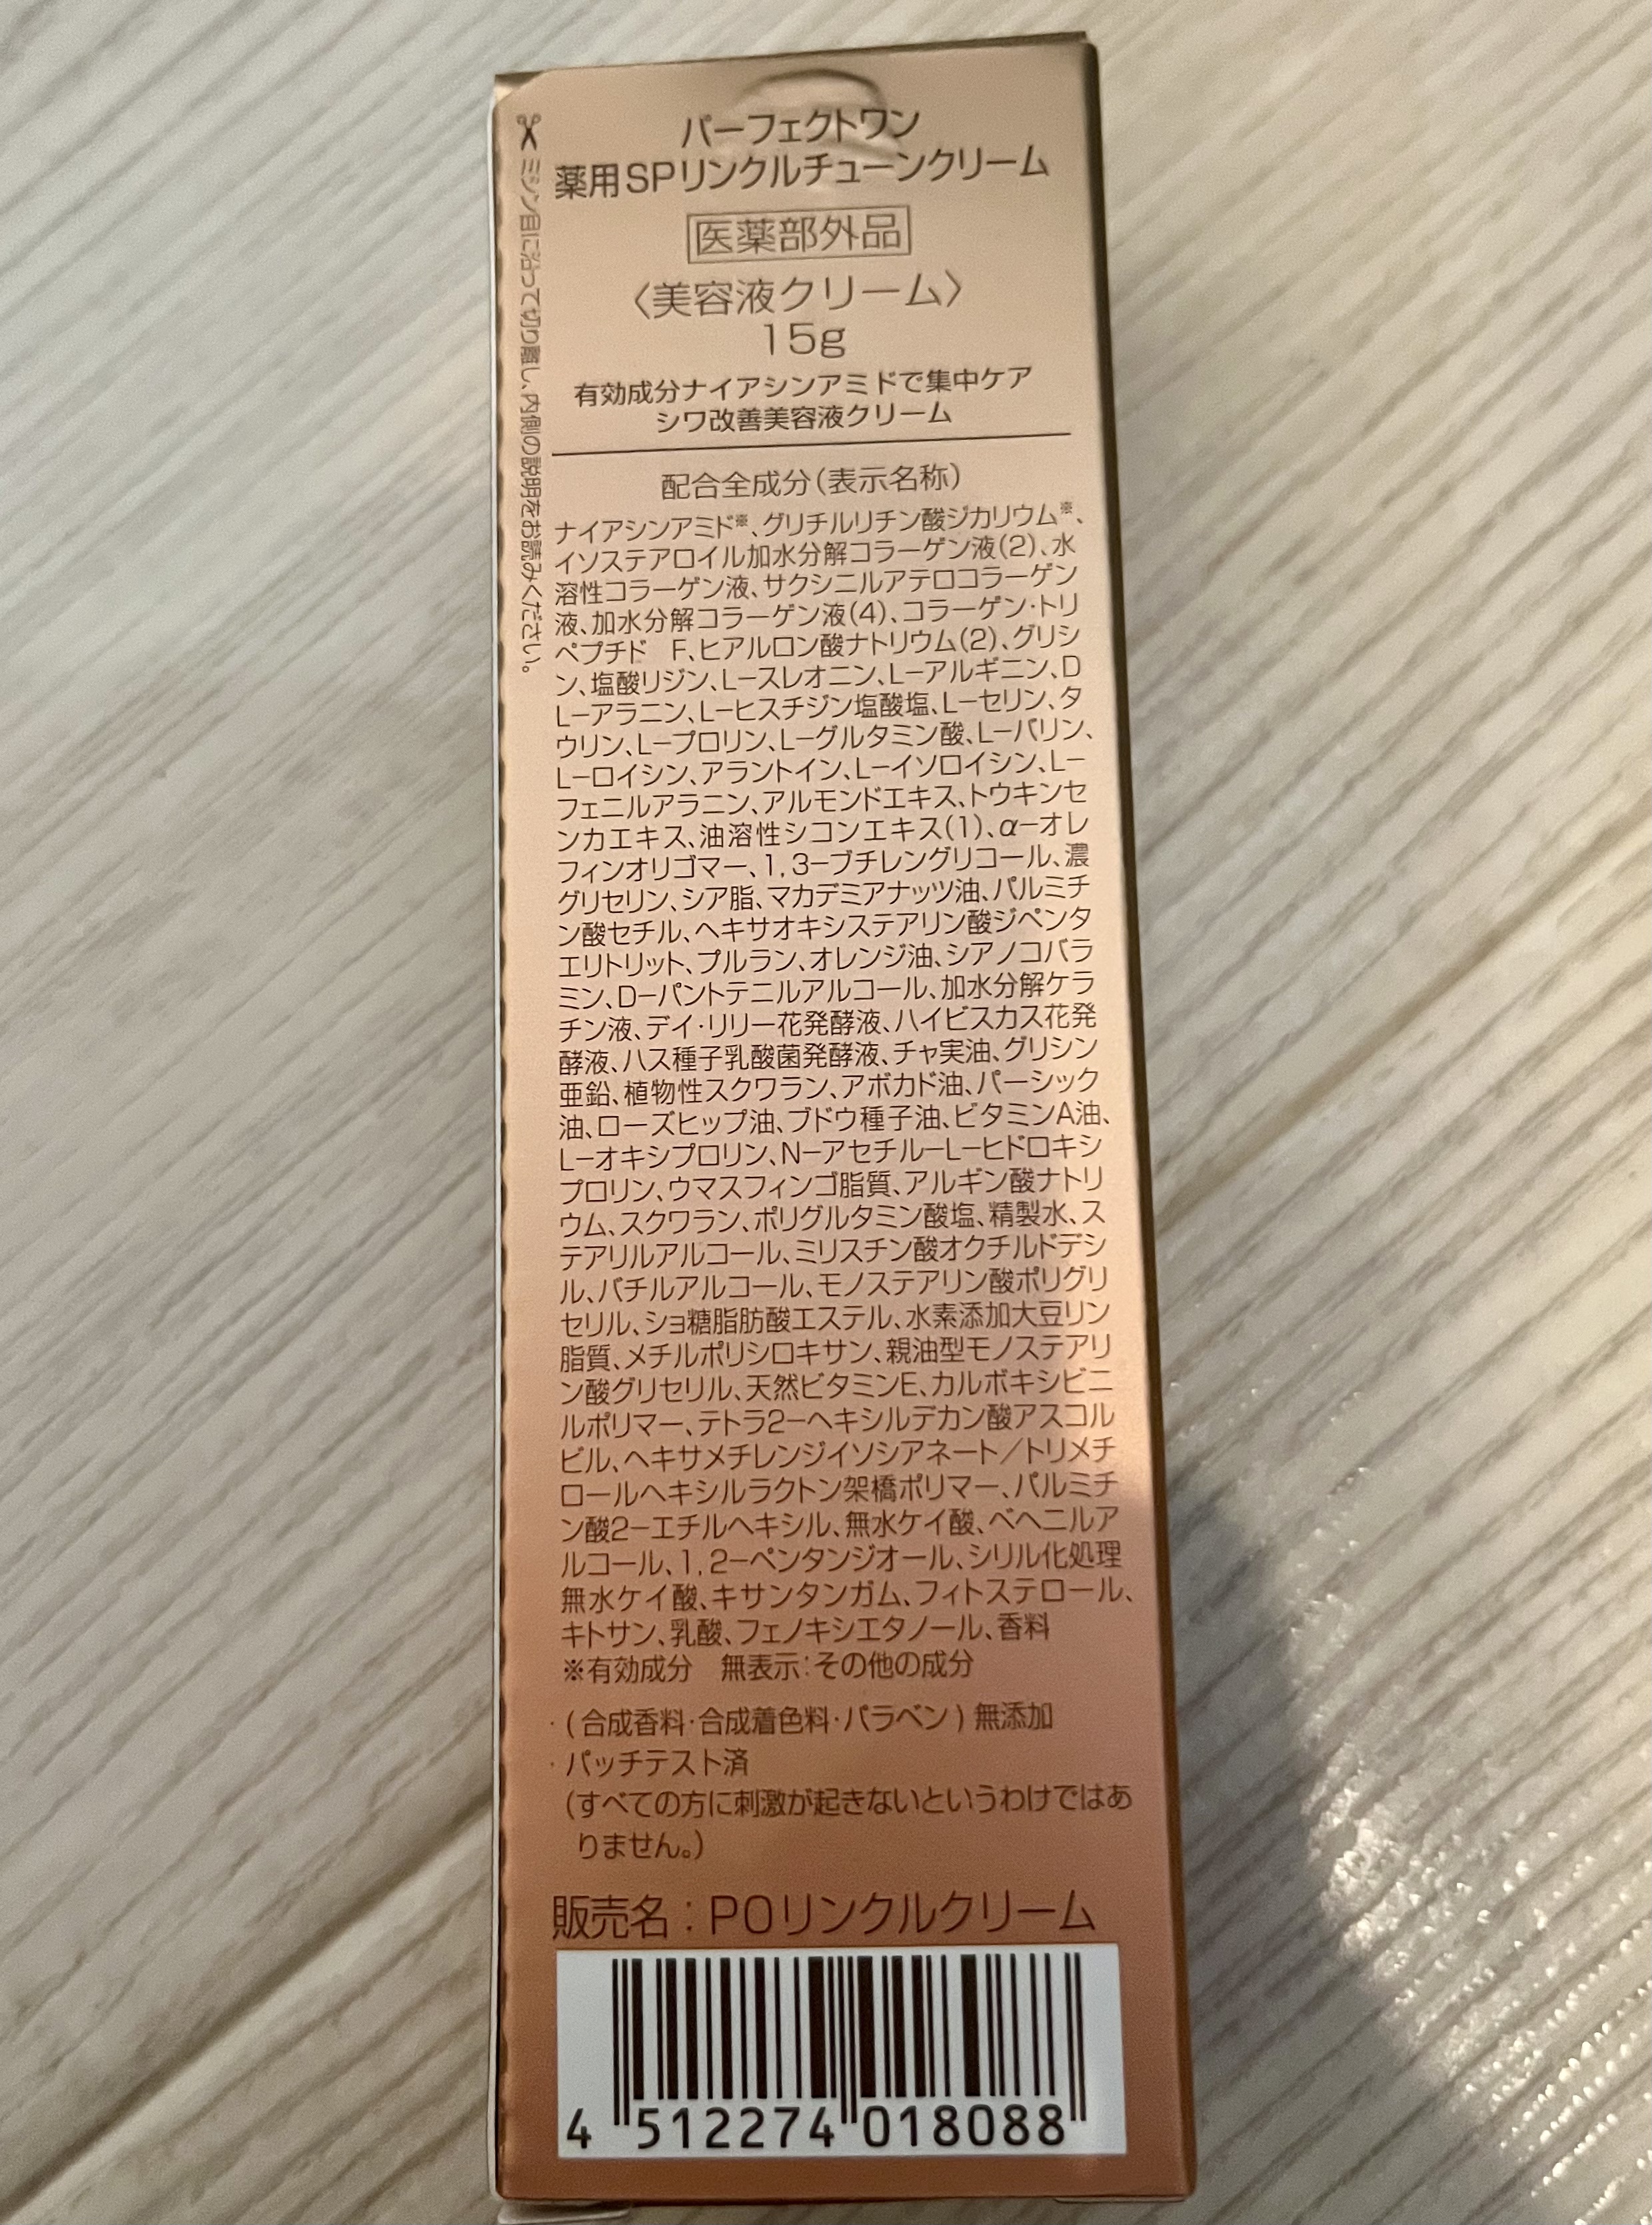 パーフェクトワン
薬用SPリンクルチューンクリーム
医薬部外品
〈美容液クリーム〉
15g
有効成分ナイアシンアミドで集中ケア
シワ改善美容液クリーム
配合全成分(表示名称)
ナイアシンアミド※、グリチルリチン酸ジカリウム※、
イソステアロイル加水分解コラーゲン液(2)、水
溶性コラーゲン液、サクシニルアテロコラーゲン
液、加水分解コラーゲン液(4)、コラーゲン・トリ
ペプチド　F、ヒアルロン酸ナトリウム(2)、グリシ
ン、塩酸リジン、L-スレオニン、L-アルギニン、D
L-アラニン、L-ヒスチジン塩酸塩、L-セリン、タ
ウリン、L-プロリン、L-グルタミン酸、L-バリン、
L-ロイシン、アラントイン、L-イソロイシン、L-
フェニルアラニン、アルモンドエキス、トウキンセ
ンカエキス、油溶性シコンエキス(1)、α-オレ
フィンオリゴマー、1,3-ブチレングリコール、濃
グリセリン、シア脂、マカデミアナッツ油、パルミチ
ン酸セチル、ヘキサオキシステアリン酸ジペンタ
エリトリット、プルラン、オレンジ油、シアノコバラ
ミン、D-パントテニルアルコール、加水分解ケラ
チン液、デイ・リリー花発酵液、ハイビスカス花発
酵液、ハス種子乳酸菌発酵液、チャ実油、グリシン
亜鉛、植物性スクワラン、アボカド油、パーシック
油、ローズヒップ油、ブドウ種子油、ビタミンA油、
L-オキシプロリン、N-アセチル-L-ヒドロキシ
プロリン、ウマスフィンゴ脂質、アルギン酸ナトリ
ウム、スクワラン、ポリグルタミン酸塩、精製水、ス
テアリルアルコール、ミリスチン酸オクチルドデシ
ル、バチルアルコール、モノステアリン酸ポリグリ
セリル、ショ糖脂肪酸エステル、水素添加大豆リン
脂質、メチルポリシロキサン、親油型モノステアリ
ン酸グリセリル、天然ビタミンE、カルボキシビニ
ルポリマー、テトラ2-ヘキシルデカン酸アスコル
ビル、ヘキサメチレンジイソシアネート/トリメチ
ロールヘキシルラクトン架橋ポリマー、パルミチ
ン酸2-エチルヘキシル、無水ケイ酸、ベヘニルア
ルコール、1,2-ペンタンジオール、シリル化処理
無水ケイ酸、キサンタンガム、フィトステロール、
キトサン、乳酸、フェノキシエタノール、香料
※有効成分　無表示:その他の成分
・(合成香料・合成着色料・パラベン)無添加
・パッチテスト済
(すべての方に刺激が起きないというわけではあ
りません。)
販売名:POリンクルクリーム
4 512274 018088
ミシン目に沿って切り離し、内側の説明をお読みください。